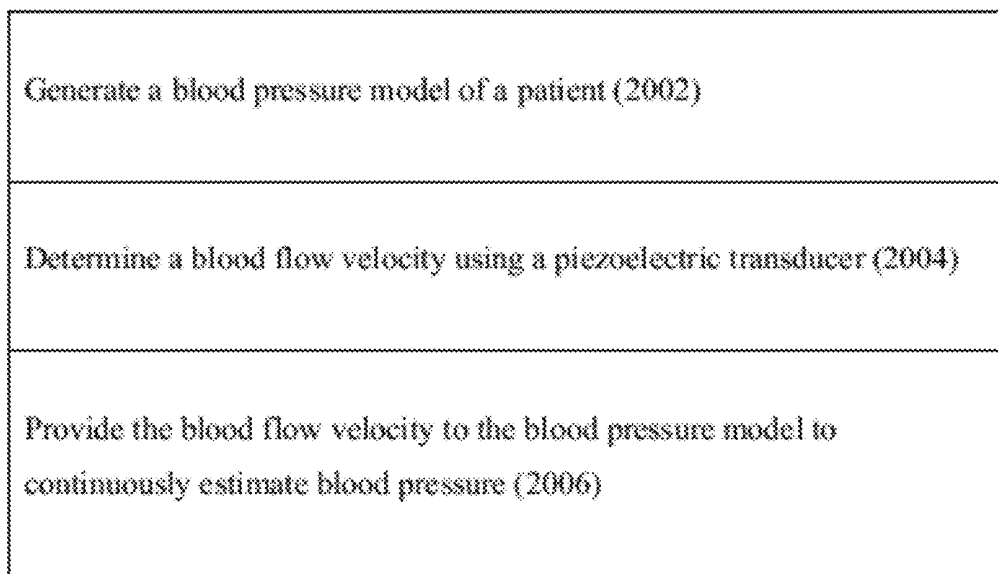 Generate a blood pressure model of a patient (2002)
Determine a blood flow velocity using a piezoelectric transducer (2004)
Provide the blood flow velocity to the blood pressure model to
continuously estimate blood pressure (2006)